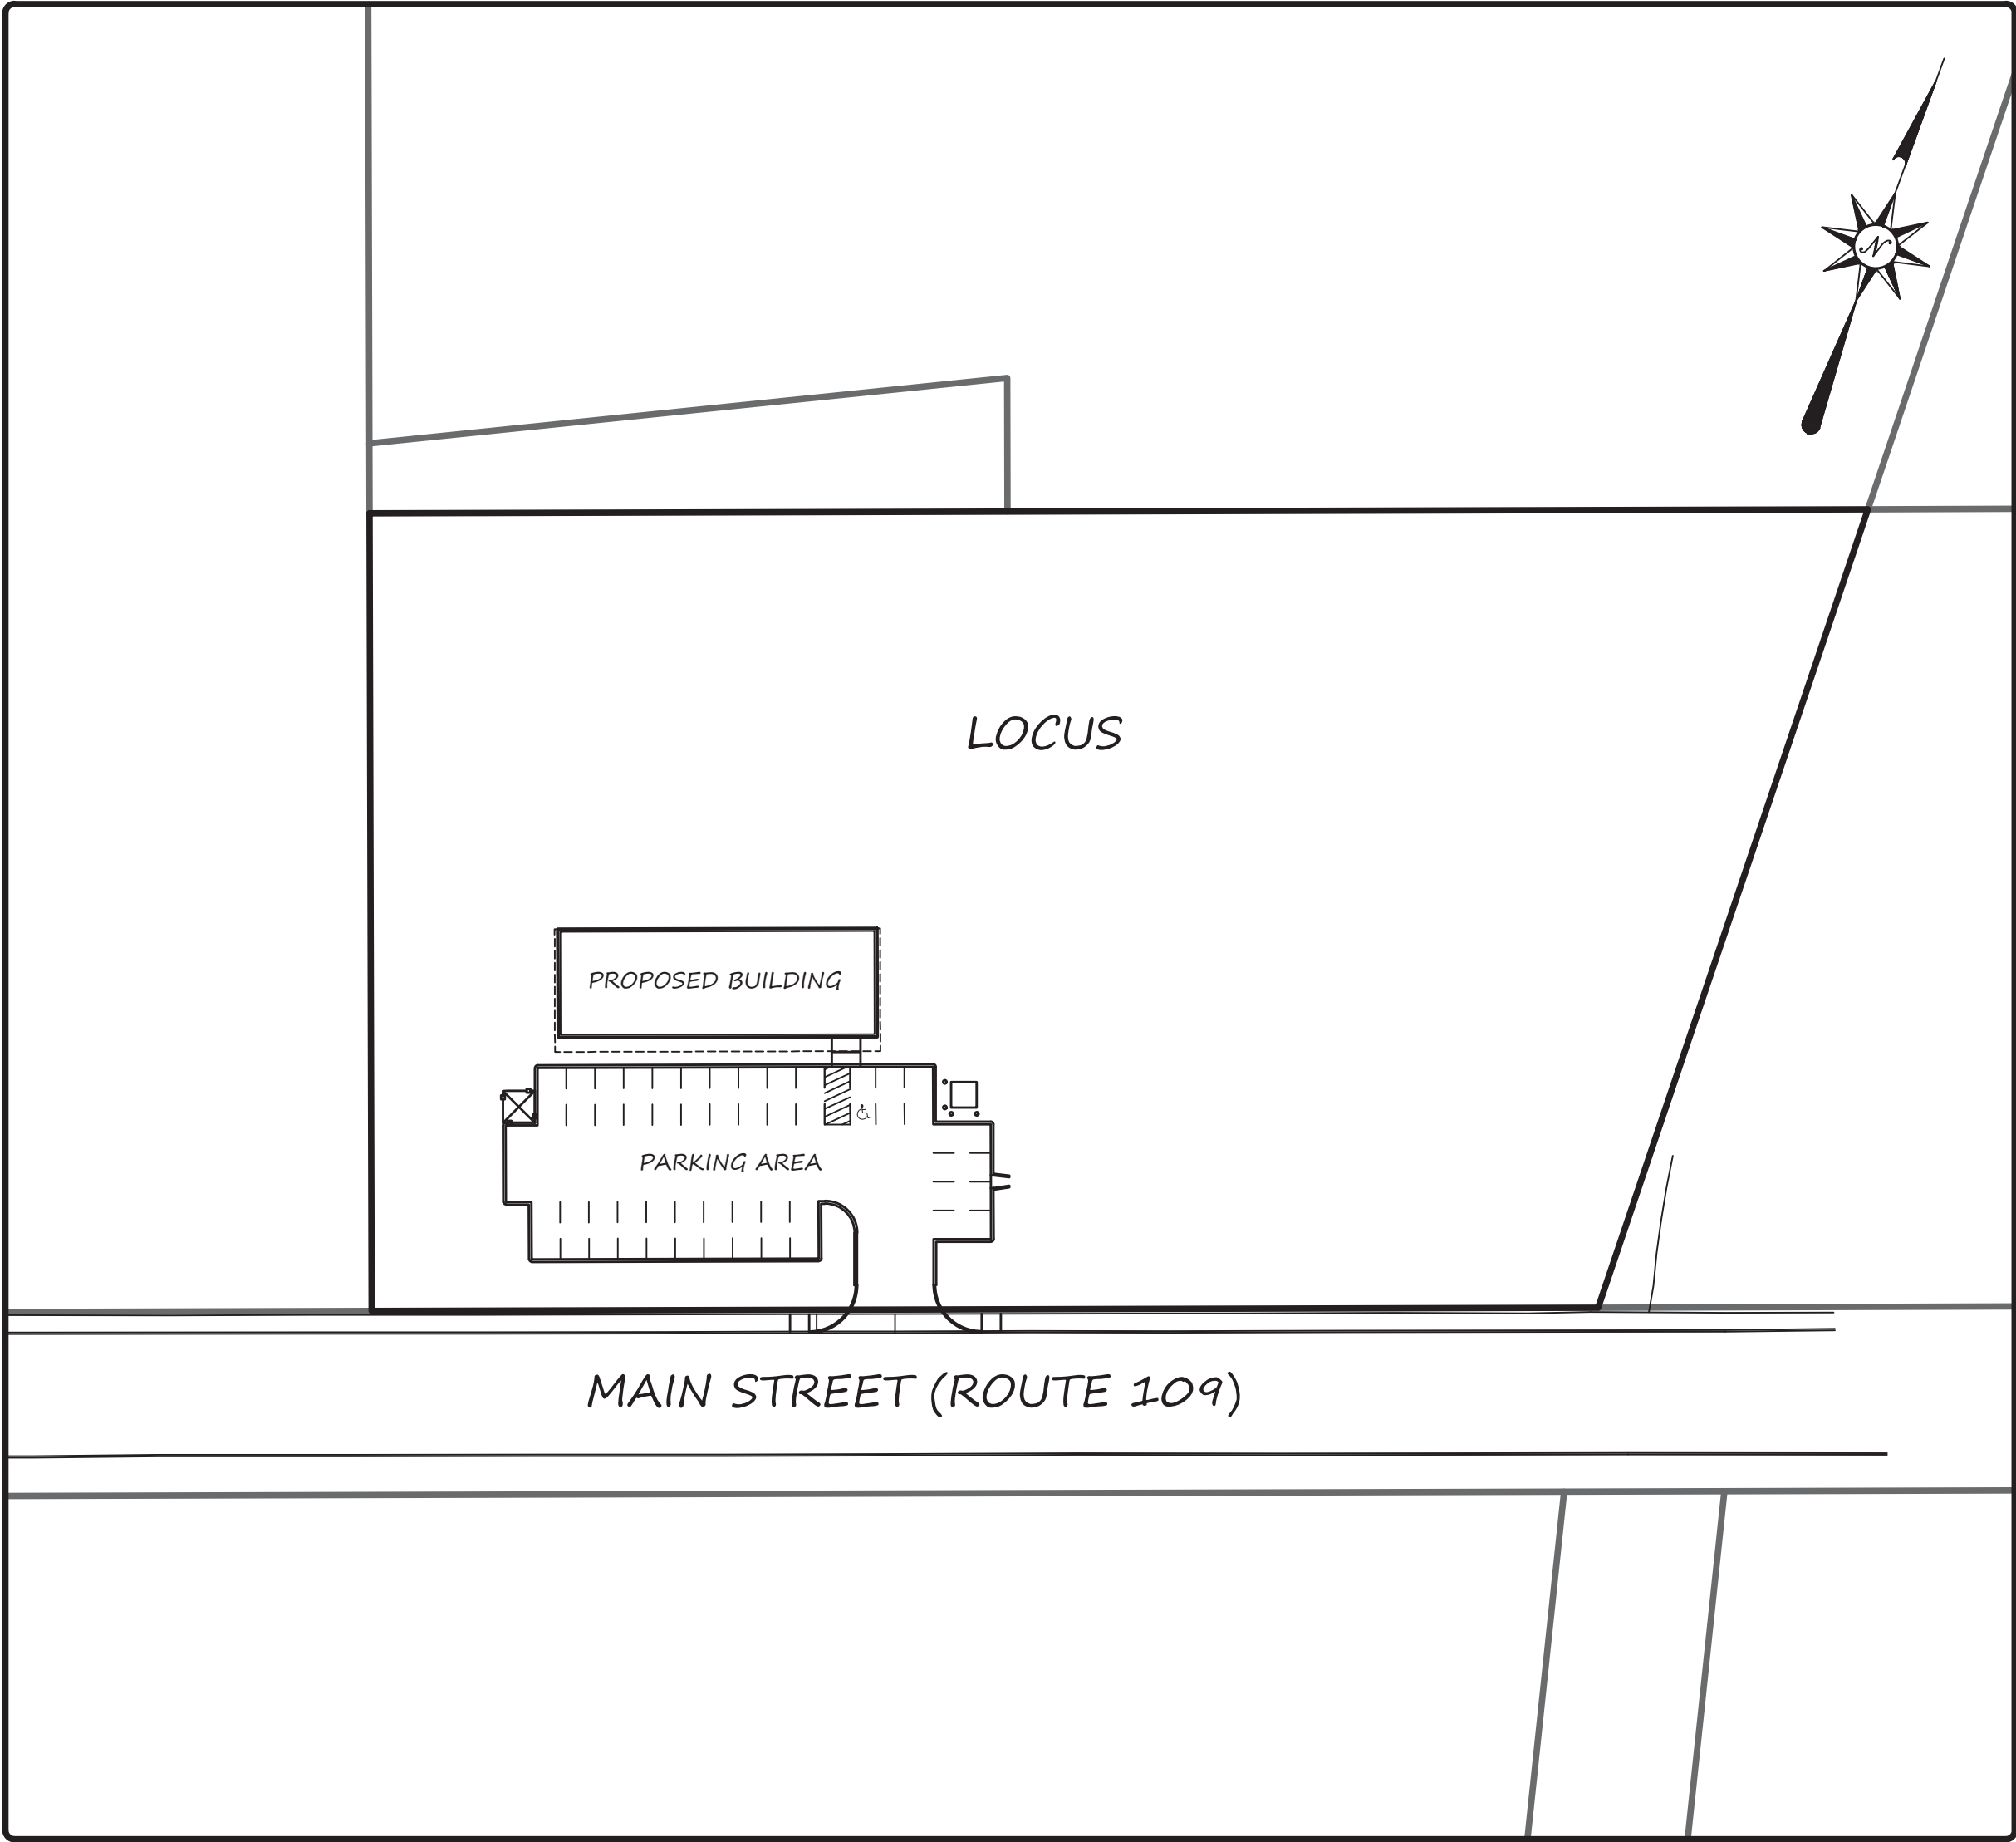 N
LOCUS
PROPOSED BUILDING
PARKING AREA
MAIN STREET (ROUTE 109)